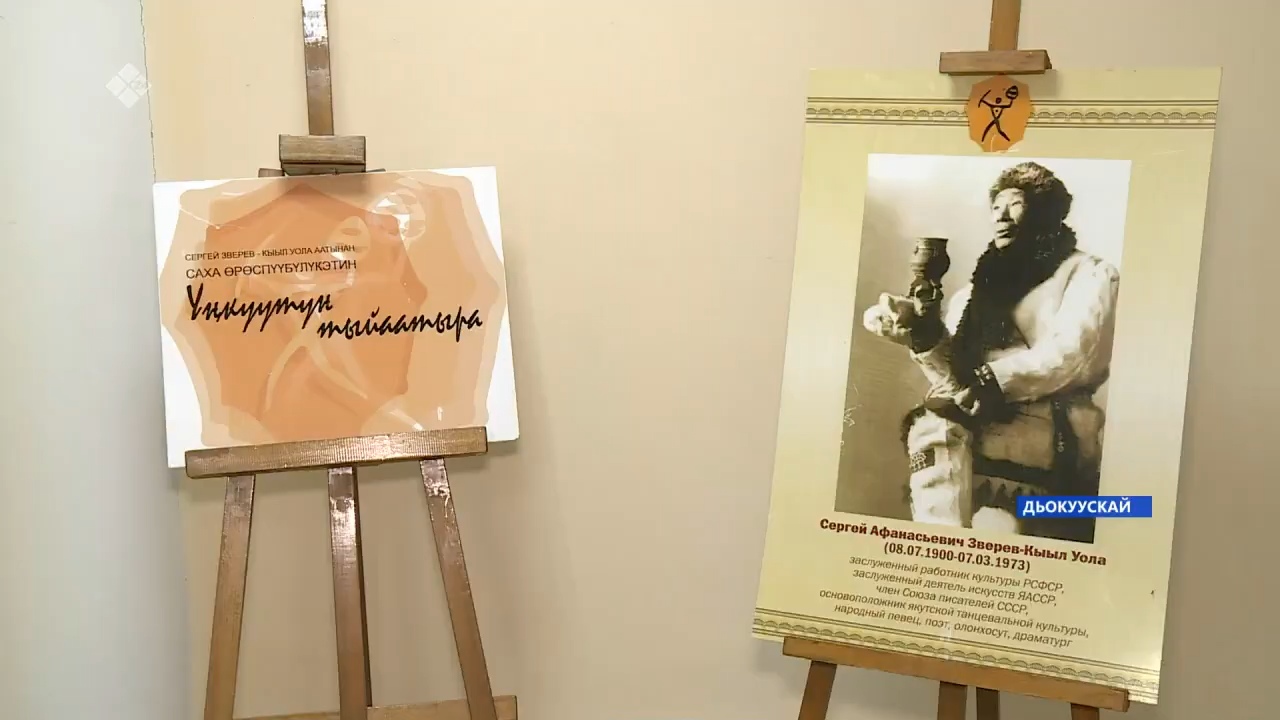 СЕРГЕЙ ЗВЕРЕВ - КЫЫЛ УОЛА ААТЫНАН
САХА ӨРӨСПҮҮБҮЛҮКЭТИН
Үҥкүүтүн
тыйаатыра
ДЬОКУУСКАЙ
Сергей Афанасьевич Зверев-Кыыл Уола
(08.07.1900-07.03.1973)
заслуженный работник культуры РСФСР,
заслуженный деятель искусств ЯАССР,
член Союза писателей СССР,
основоположник якутской танцевальной культуры,
народный певец, поэт, олонхосут, драматург